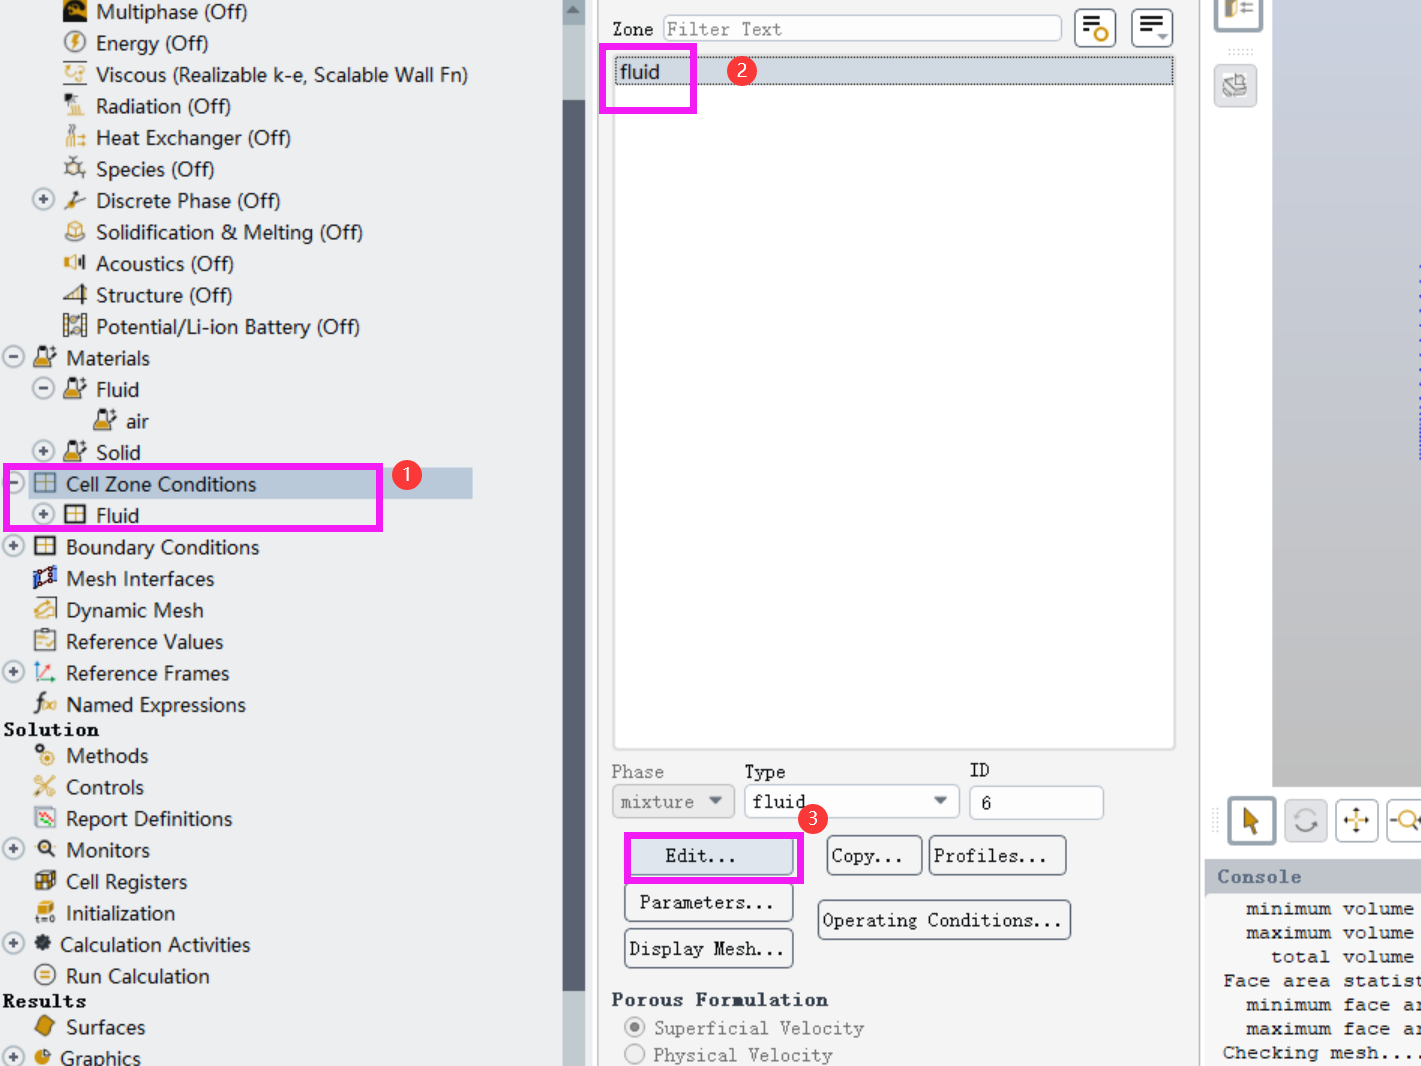 Multiphase (Off)
Energy (Off)
Viscous (Realizable k-e, Scalable Wall Fn)
Radiation (Off)
Heat Exchanger (Off)
Species (Off)
Discrete Phase (Off)
Solidification & Melting (Off)
Acoustics (Off)
Structure (Off)
Potential/Li-ion Battery (Off)
Materials
Fluid
air
Solid
Cell Zone Conditions
1
Fluid
Boundary Conditions
Mesh Interfaces
Dynamic Mesh
Reference Values
Reference Frames
Named Expressions
Solution
Methods
Controls
Report Definitions
Monitors
Cell Registers
Initialization
Calculation Activities
Run Calculation
Results
Surfaces
Graphics
Zone Filter Text
fluid
2
Phase Type ID
mixture fluid 6
3
Edit... Copy... Profiles...
Parameters...
Operating Conditions...
Display Mesh...
Porous Formulation
Superficial Velocity
Physical Velocity
Console
minimum volume
maximum volume
total volume
Face area statist
minimum face ar
maximum face ar
Checking mesh....